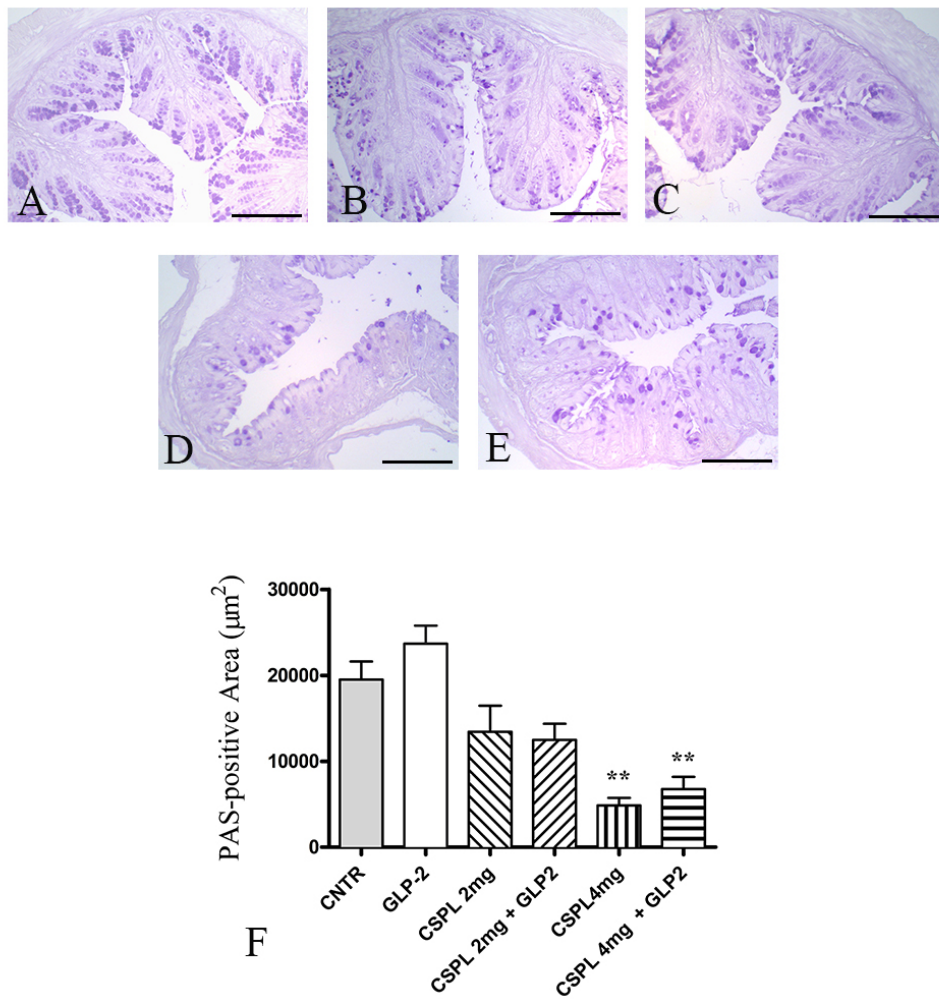 A
B
C
D
E
PAS-positive Area (µm²)
30000
20000
10000
0
**
**
CNTR
GLP-2
CSPL 2mg
CSPL 2mg + GLP2
CSPL4mg
CSPL 4mg + GLP2
F